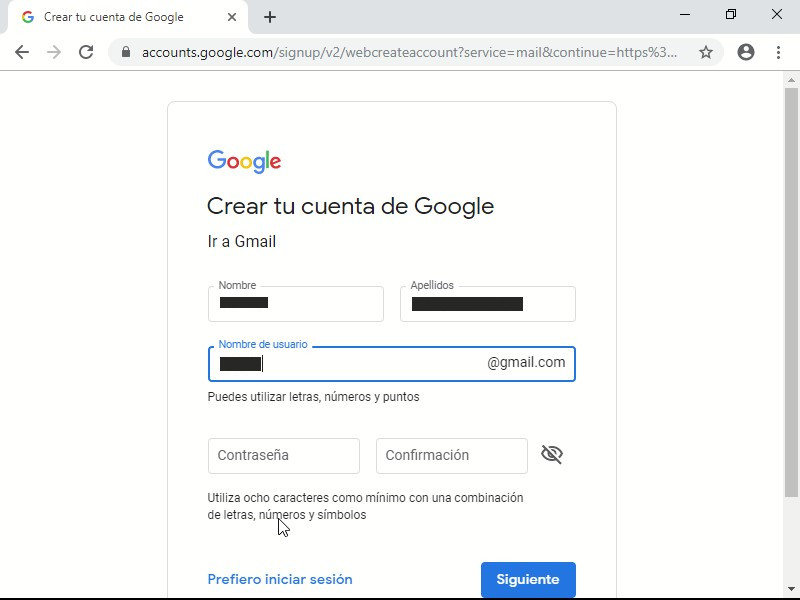 Crear tu cuenta de Google
accounts.google.com/signup/v2/webcreateaccount?service=mail&continue=https%3...
Google
Crear tu cuenta de Google
Ir a Gmail
Nombre
Apellidos
Nombre de usuario
@gmail.com
Puedes utilizar letras, números y puntos
Contraseña
Confirmación
Utiliza ocho caracteres como mínimo con una combinación
de letras, números y símbolos
Prefiero iniciar sesión
Siguiente